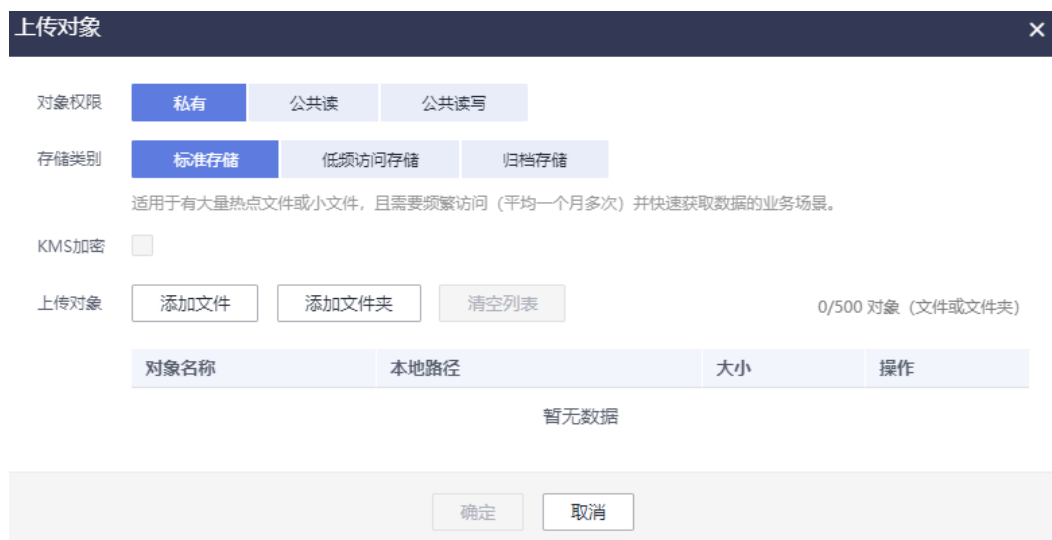 上传对象
对象权限 私有 公共读 公共读写
存储类别 标准存储 低频访问存储 归档存储
适用于有大量热点文件或小文件，且需要频繁访问（平均一个月多次）并快速获取数据的业务场景。
KMS加密
上传对象 添加文件 添加文件夹 清空列表 0/500 对象（文件或文件夹）
对象名称 本地路径 大小 操作
暂无数据
确定 取消